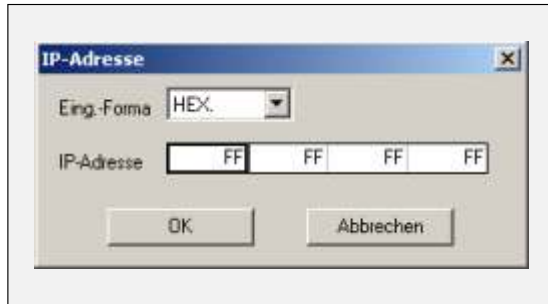 IP-Adresse
Eing.-Forma HEX.
IP-Adresse FF FF FF FF
OK Abbrechen